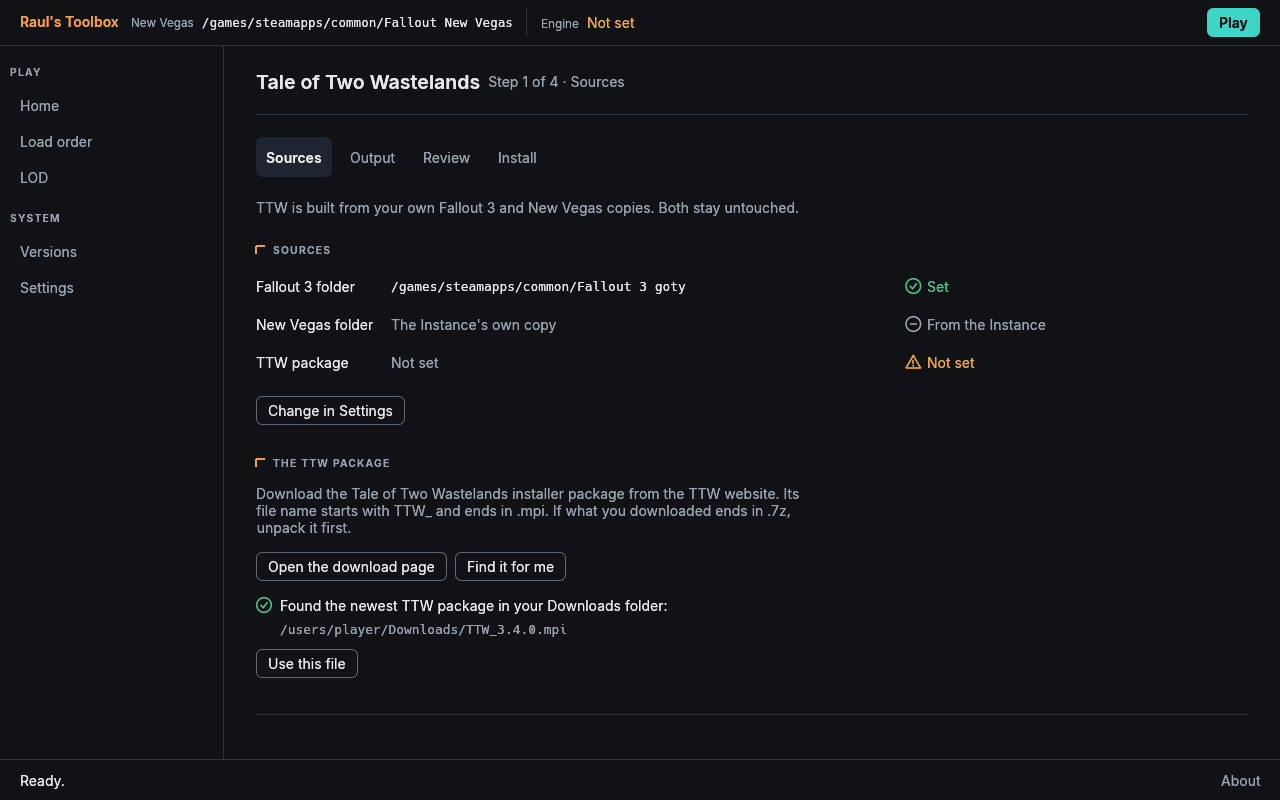 Raul's Toolbox New Vegas /games/steamapps/common/Fallout New Vegas Engine Not set Play
PLAY
Home
Load order
LOD
SYSTEM
Versions
Settings
Tale of Two Wastelands Step 1 of 4 · Sources
Sources Output Review Install
TTW is built from your own Fallout 3 and New Vegas copies. Both stay untouched.
SOURCES
Fallout 3 folder /games/steamapps/common/Fallout 3 goty Set
New Vegas folder The Instance's own copy From the Instance
TTW package Not set Not set
Change in Settings
THE TTW PACKAGE
Download the Tale of Two Wastelands installer package from the TTW website. Its
file name starts with TTW_ and ends in .mpi. If what you downloaded ends in .7z,
unpack it first.
Open the download page Find it for me
Found the newest TTW package in your Downloads folder:
/users/player/Downloads/TTW_3.4.0.mpi
Use this file
Ready. About